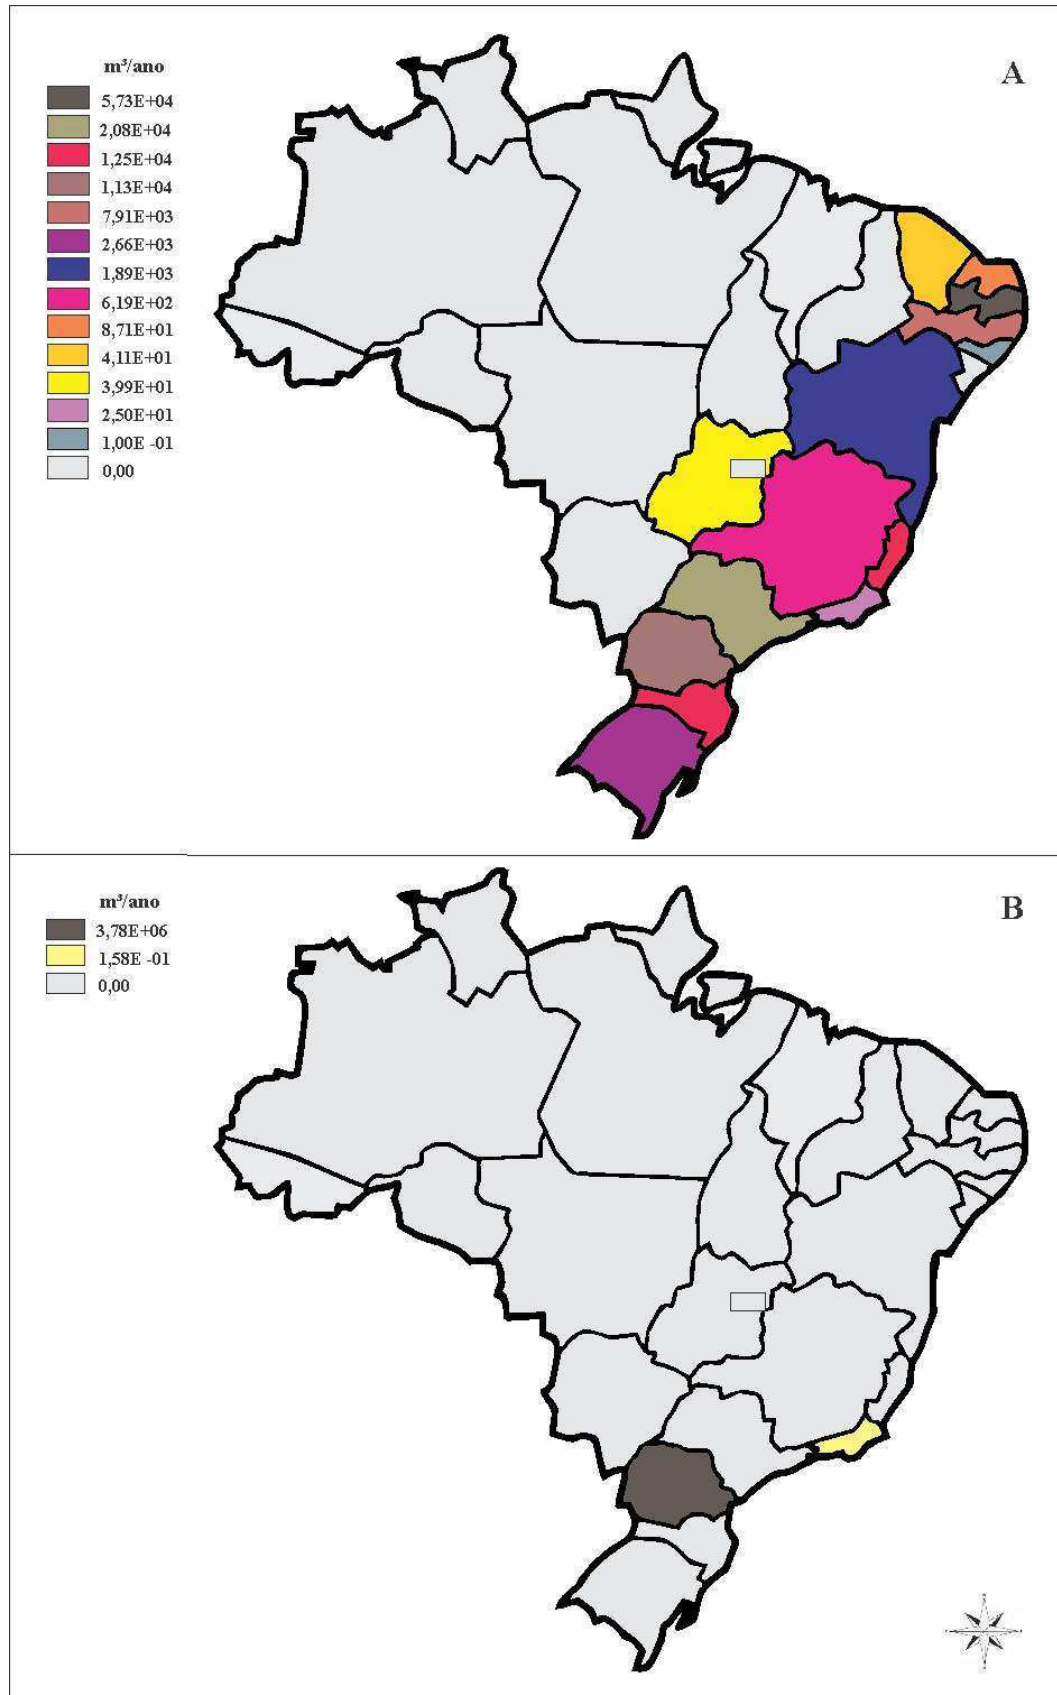 m³/ano
A
5,73E+04
2,08E+04
1,25E+04
1,13E+04
7,91E+03
2,66E+03
1,89E+03
6,19E+02
8,71E+01
4,11E+01
3,99E+01
2,50E+01
1,00E -01
0,00
m³/ano
B
3,78E+06
1,58E -01
0,00